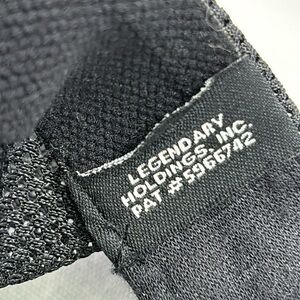 LEGENDARY
HOLDINGS, INC.
PAT #5966742